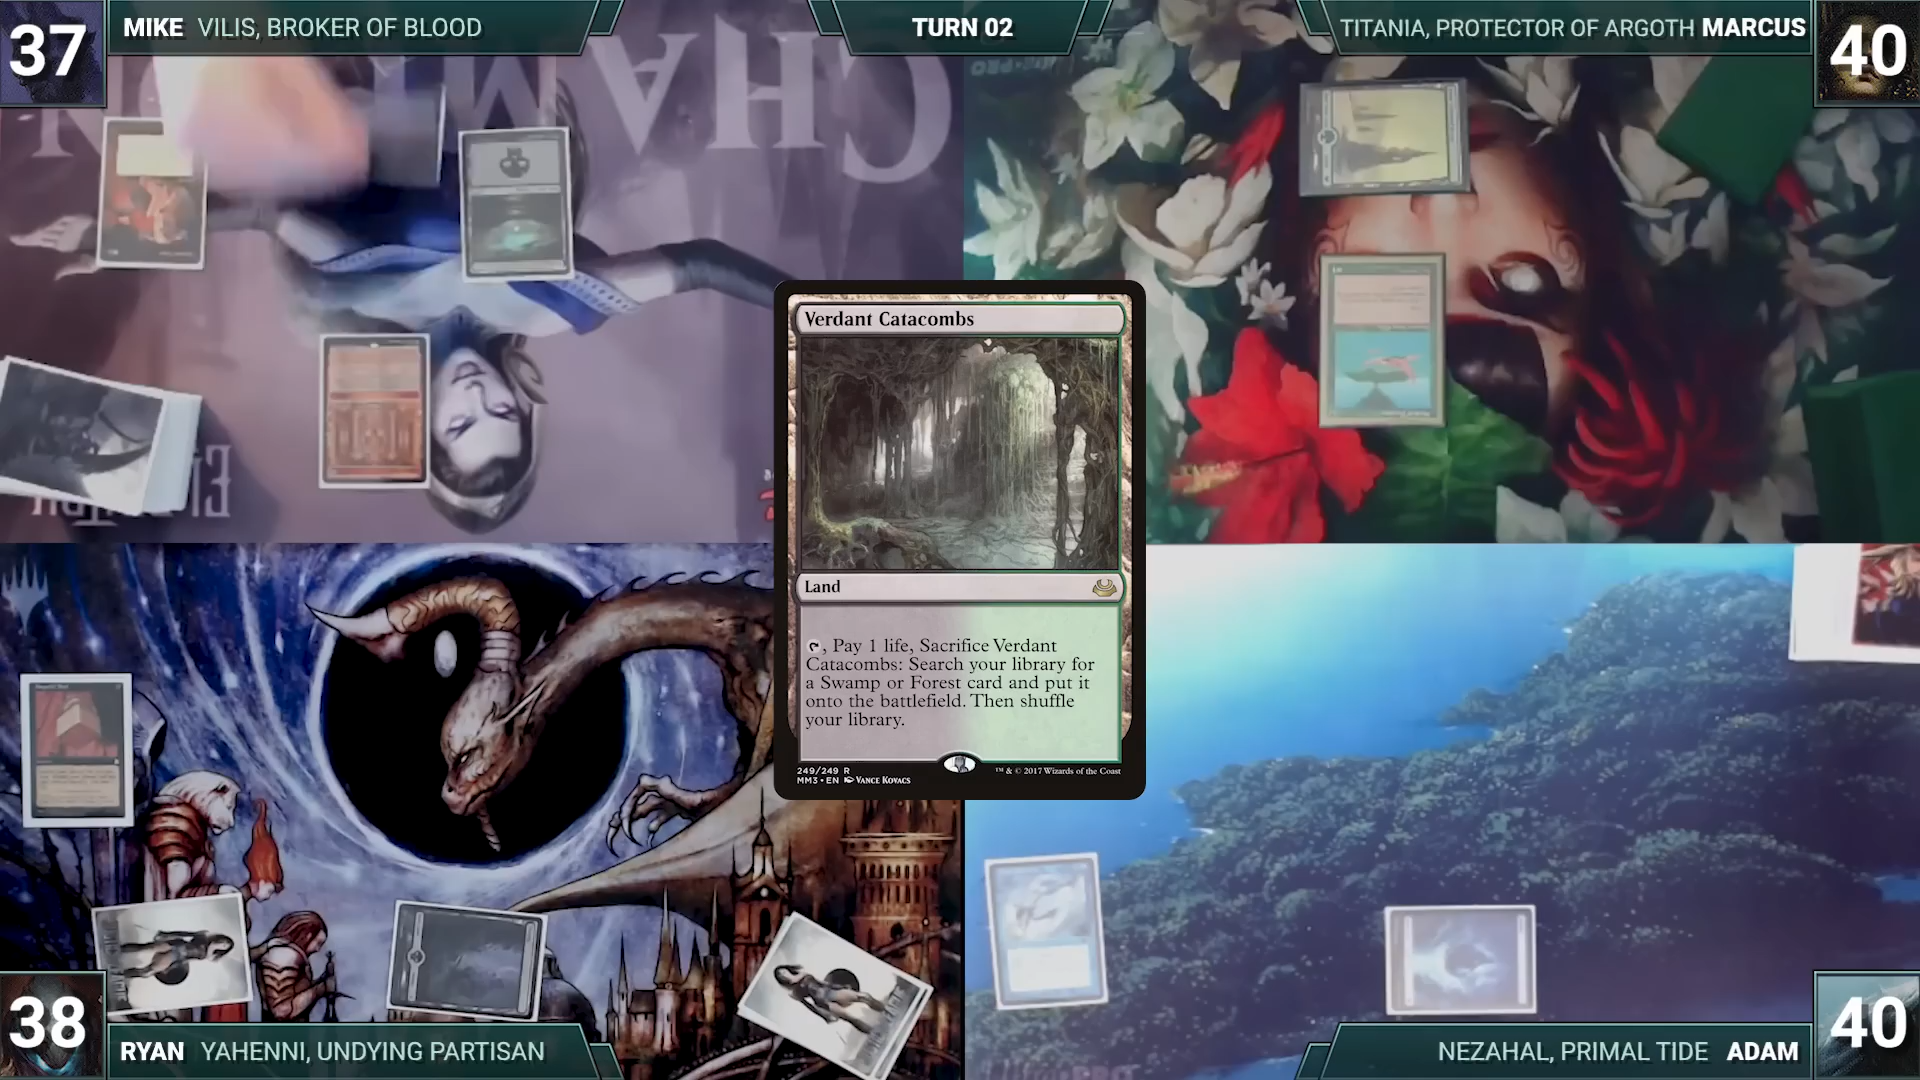 37
MIKE VILIS, BROKER OF BLOOD
TURN 02
TITANIA, PROTECTOR OF ARGOTH MARCUS
40
CHAM
Verdant Catacombs
Land
, Pay 1 life, Sacrifice Verdant
Catacombs: Search your library for
a Swamp or Forest card and put it
onto the battlefield. Then shuffle
your library.
249/249 R
MM3 • EN VANCE KOVACS
™ & © 2017 Wizards of the Coast
38
RYAN YAHENNI, UNDYING PARTISAN
NEZAHAL, PRIMAL TIDE ADAM
40